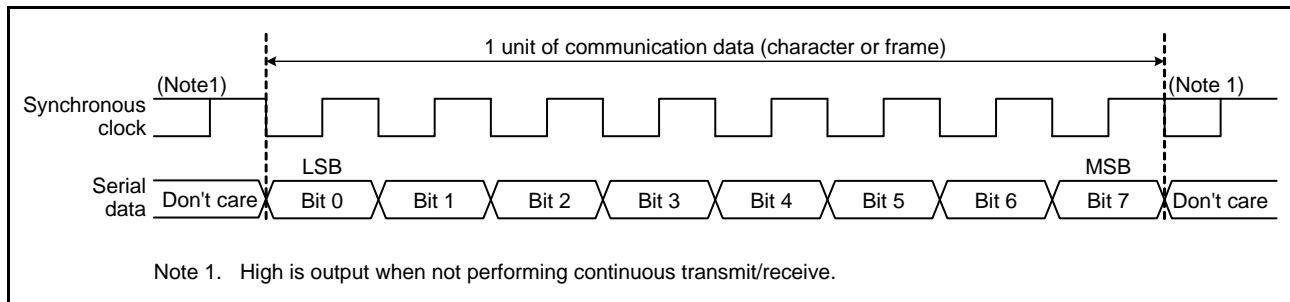 1 unit of communication data (character or frame)
(Note1)
(Note 1)
Synchronous
clock
LSB
MSB
Serial
data
Don't care
Bit 0
Bit 1
Bit 2
Bit 3
Bit 4
Bit 5
Bit 6
Bit 7
Don't care
Note 1. High is output when not performing continuous transmit/receive.